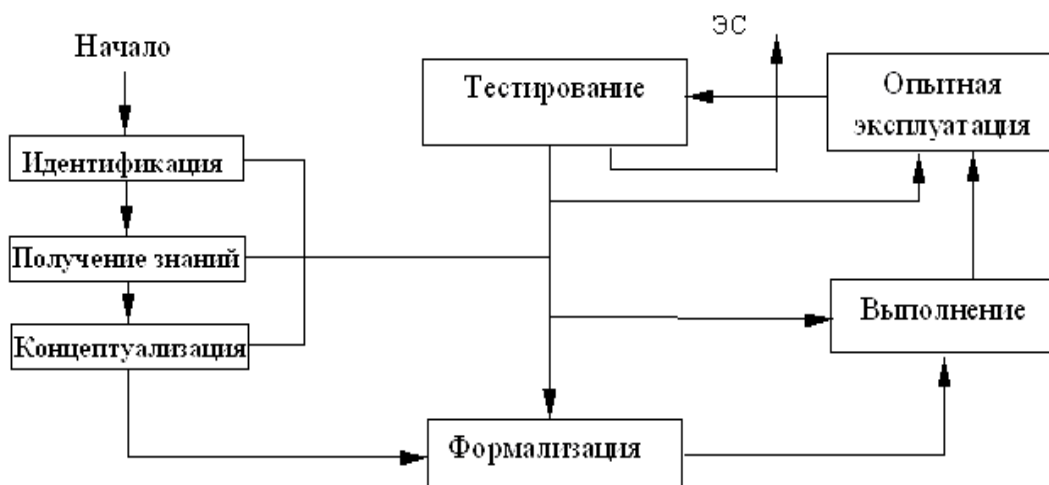 Начало
ЭС
Тестирование
Опытная
эксплуатация
Идентификация
Получение знаний
Концептуализация
Выполнение
Формализация